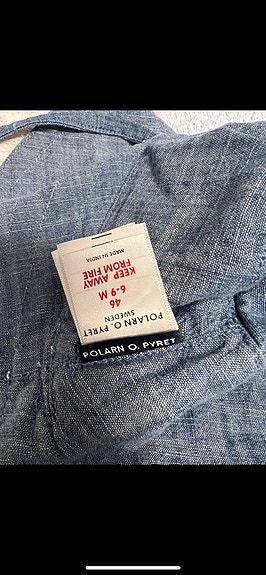 POLARN O. PYRET
POLARN O. PYRET
SWEDEN
46
6-9 M
KEEP AWAY
FROM FIRE
MADE IN INDIA